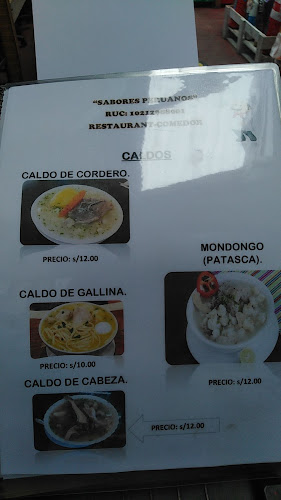 "SABORES PERUANOS"
RUC:
RESTAURANT-COMEDOR
CALDOS
CALDO DE CORDERO.
PRECIO: s/12.00
MONDONGO
(PATASCA).
PRECIO: s/12.00
CALDO DE GALLINA.
PRECIO: s/10.00
CALDO DE CABEZA.
PRECIO: s/12.00